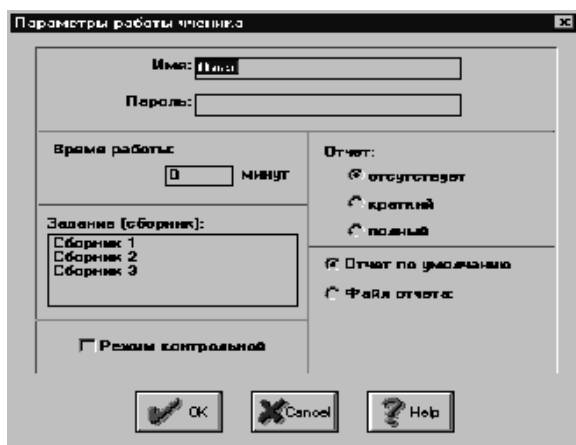 Параметры работы ученика
Имя:
Пароль:
Время работы:
0 минут
Задание (сборник):
Сборник 1
Сборник 2
Сборник 3
Режим контрольной
Отчет:
отсутствует
краткий
полный
Отчет по умолчанию
Файл отчета:
OK
Cancel
Help